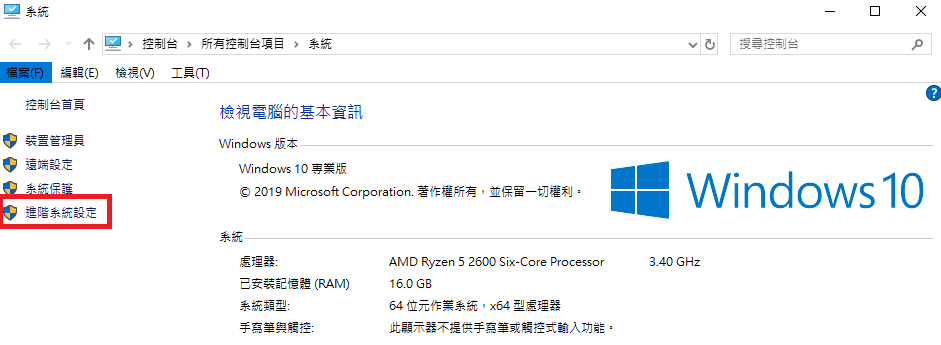 系統
控制台 › 所有控制台項目 › 系統
搜尋控制台
檔案(F) 編輯(E) 檢視(V) 工具(T)
控制台首頁
裝置管理員
遠端設定
系統保護
進階系統設定
檢視電腦的基本資訊
Windows 版本
Windows 10 專業版
© 2019 Microsoft Corporation. 著作權所有，並保留一切權利。
Windows 10
系統
處理器: AMD Ryzen 5 2600 Six-Core Processor 3.40 GHz
已安裝記憶體 (RAM) 16.0 GB
系統類型: 64 位元作業系統，x64 型處理器
手寫筆與觸控: 此顯示器不提供手寫筆或觸控式輸入功能。